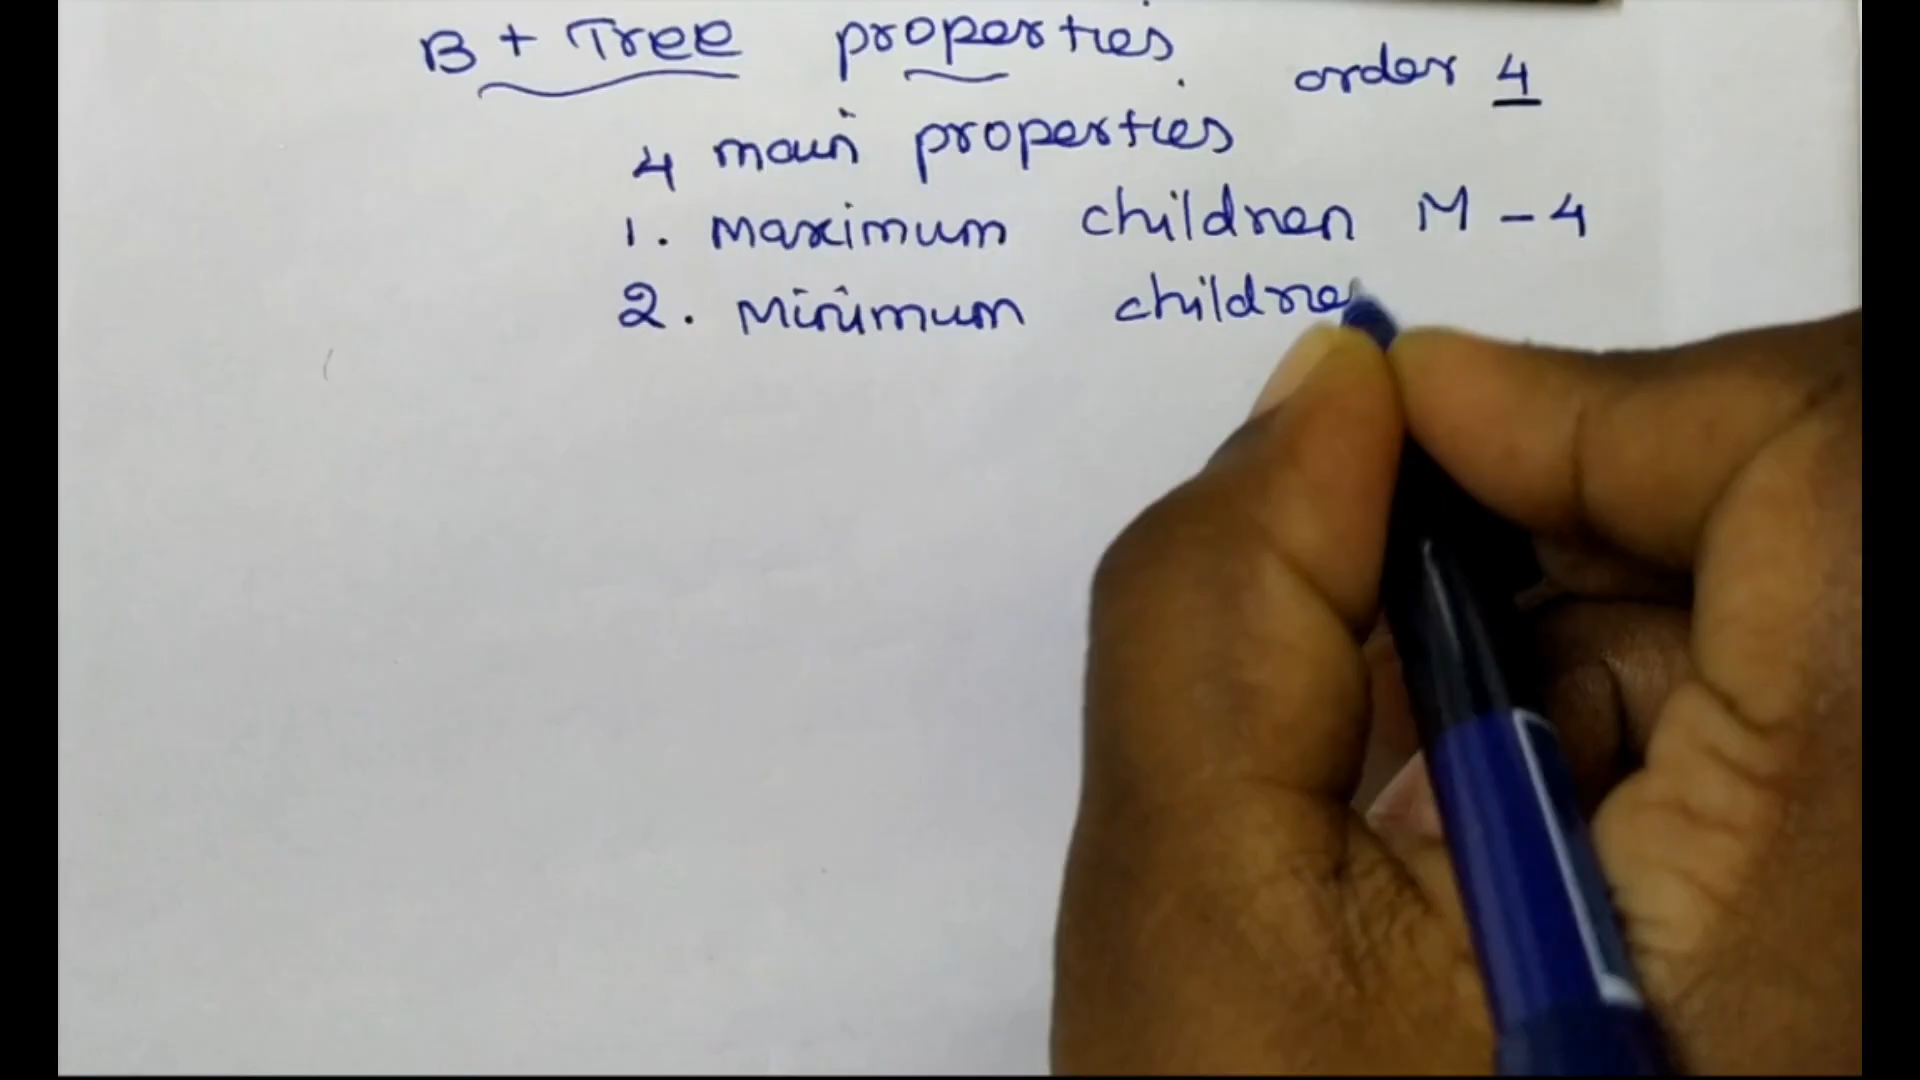 B + Tree properties
order 4
4 main properties
1. Maximum children M - 4
2. Minimum childre